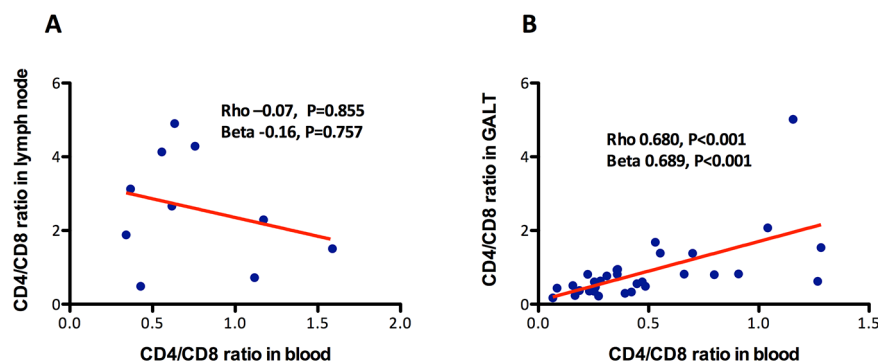 A
CD4/CD8 ratio in lymph node
6
4
2
0
Rho –0.07, P=0.855
Beta -0.16, P=0.757
0.0 0.5 1.0 1.5 2.0
CD4/CD8 ratio in blood
B
CD4/CD8 ratio in GALT
6
4
2
0
Rho 0.680, P<0.001
Beta 0.689, P<0.001
0.0 0.5 1.0 1.5
CD4/CD8 ratio in blood